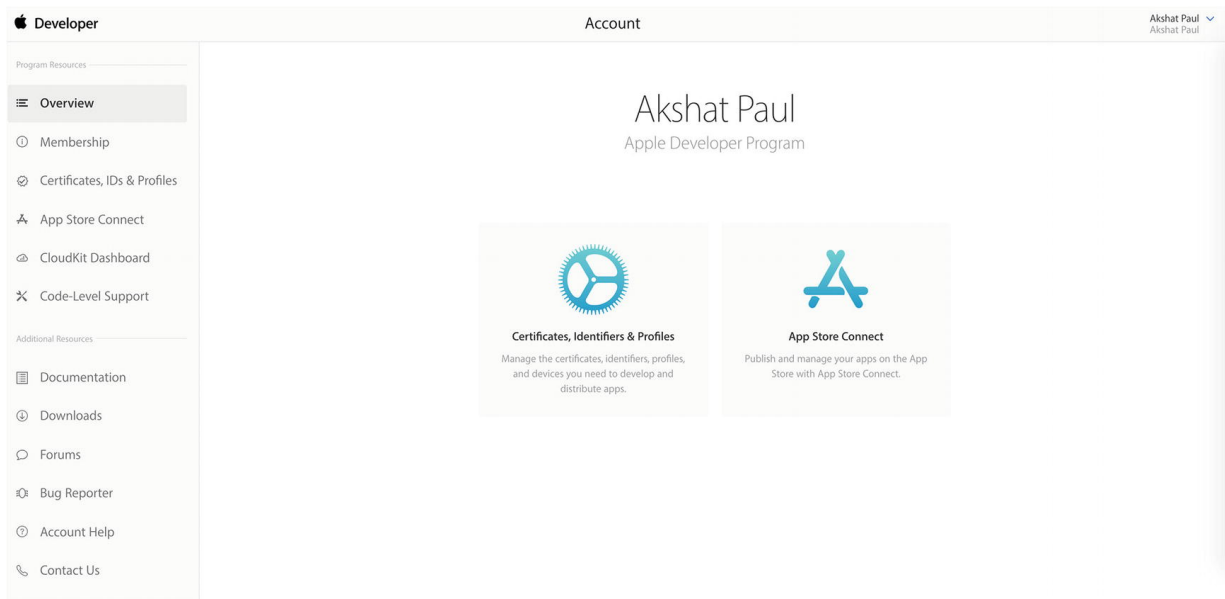 Developer
Account
Akshat Paul
Akshat Paul
Program Resources
Overview
Membership
Certificates, IDs & Profiles
App Store Connect
CloudKit Dashboard
Code-Level Support
Additional Resources
Documentation
Downloads
Forums
Bug Reporter
Account Help
Contact Us
Akshat Paul
Apple Developer Program
Certificates, Identifiers & Profiles
Manage the certificates, identifiers, profiles,
and devices you need to develop and
distribute apps.
App Store Connect
Publish and manage your apps on the App
Store with App Store Connect.